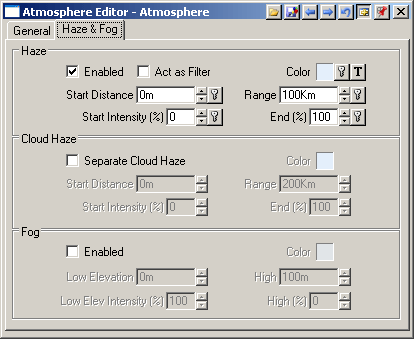 Atmosphere Editor - Atmosphere
General Haze & Fog
Haze
Enabled Act as Filter Color T
Start Distance 0m Range 100Km
Start Intensity (%) 0 End (%) 100
Cloud Haze
Separate Cloud Haze Color
Start Distance 0m Range 200Km
Start Intensity (%) 0 End (%) 100
Fog
Enabled Color
Low Elevation 0m High 100m
Low Elev Intensity (%) 100 High (%) 0